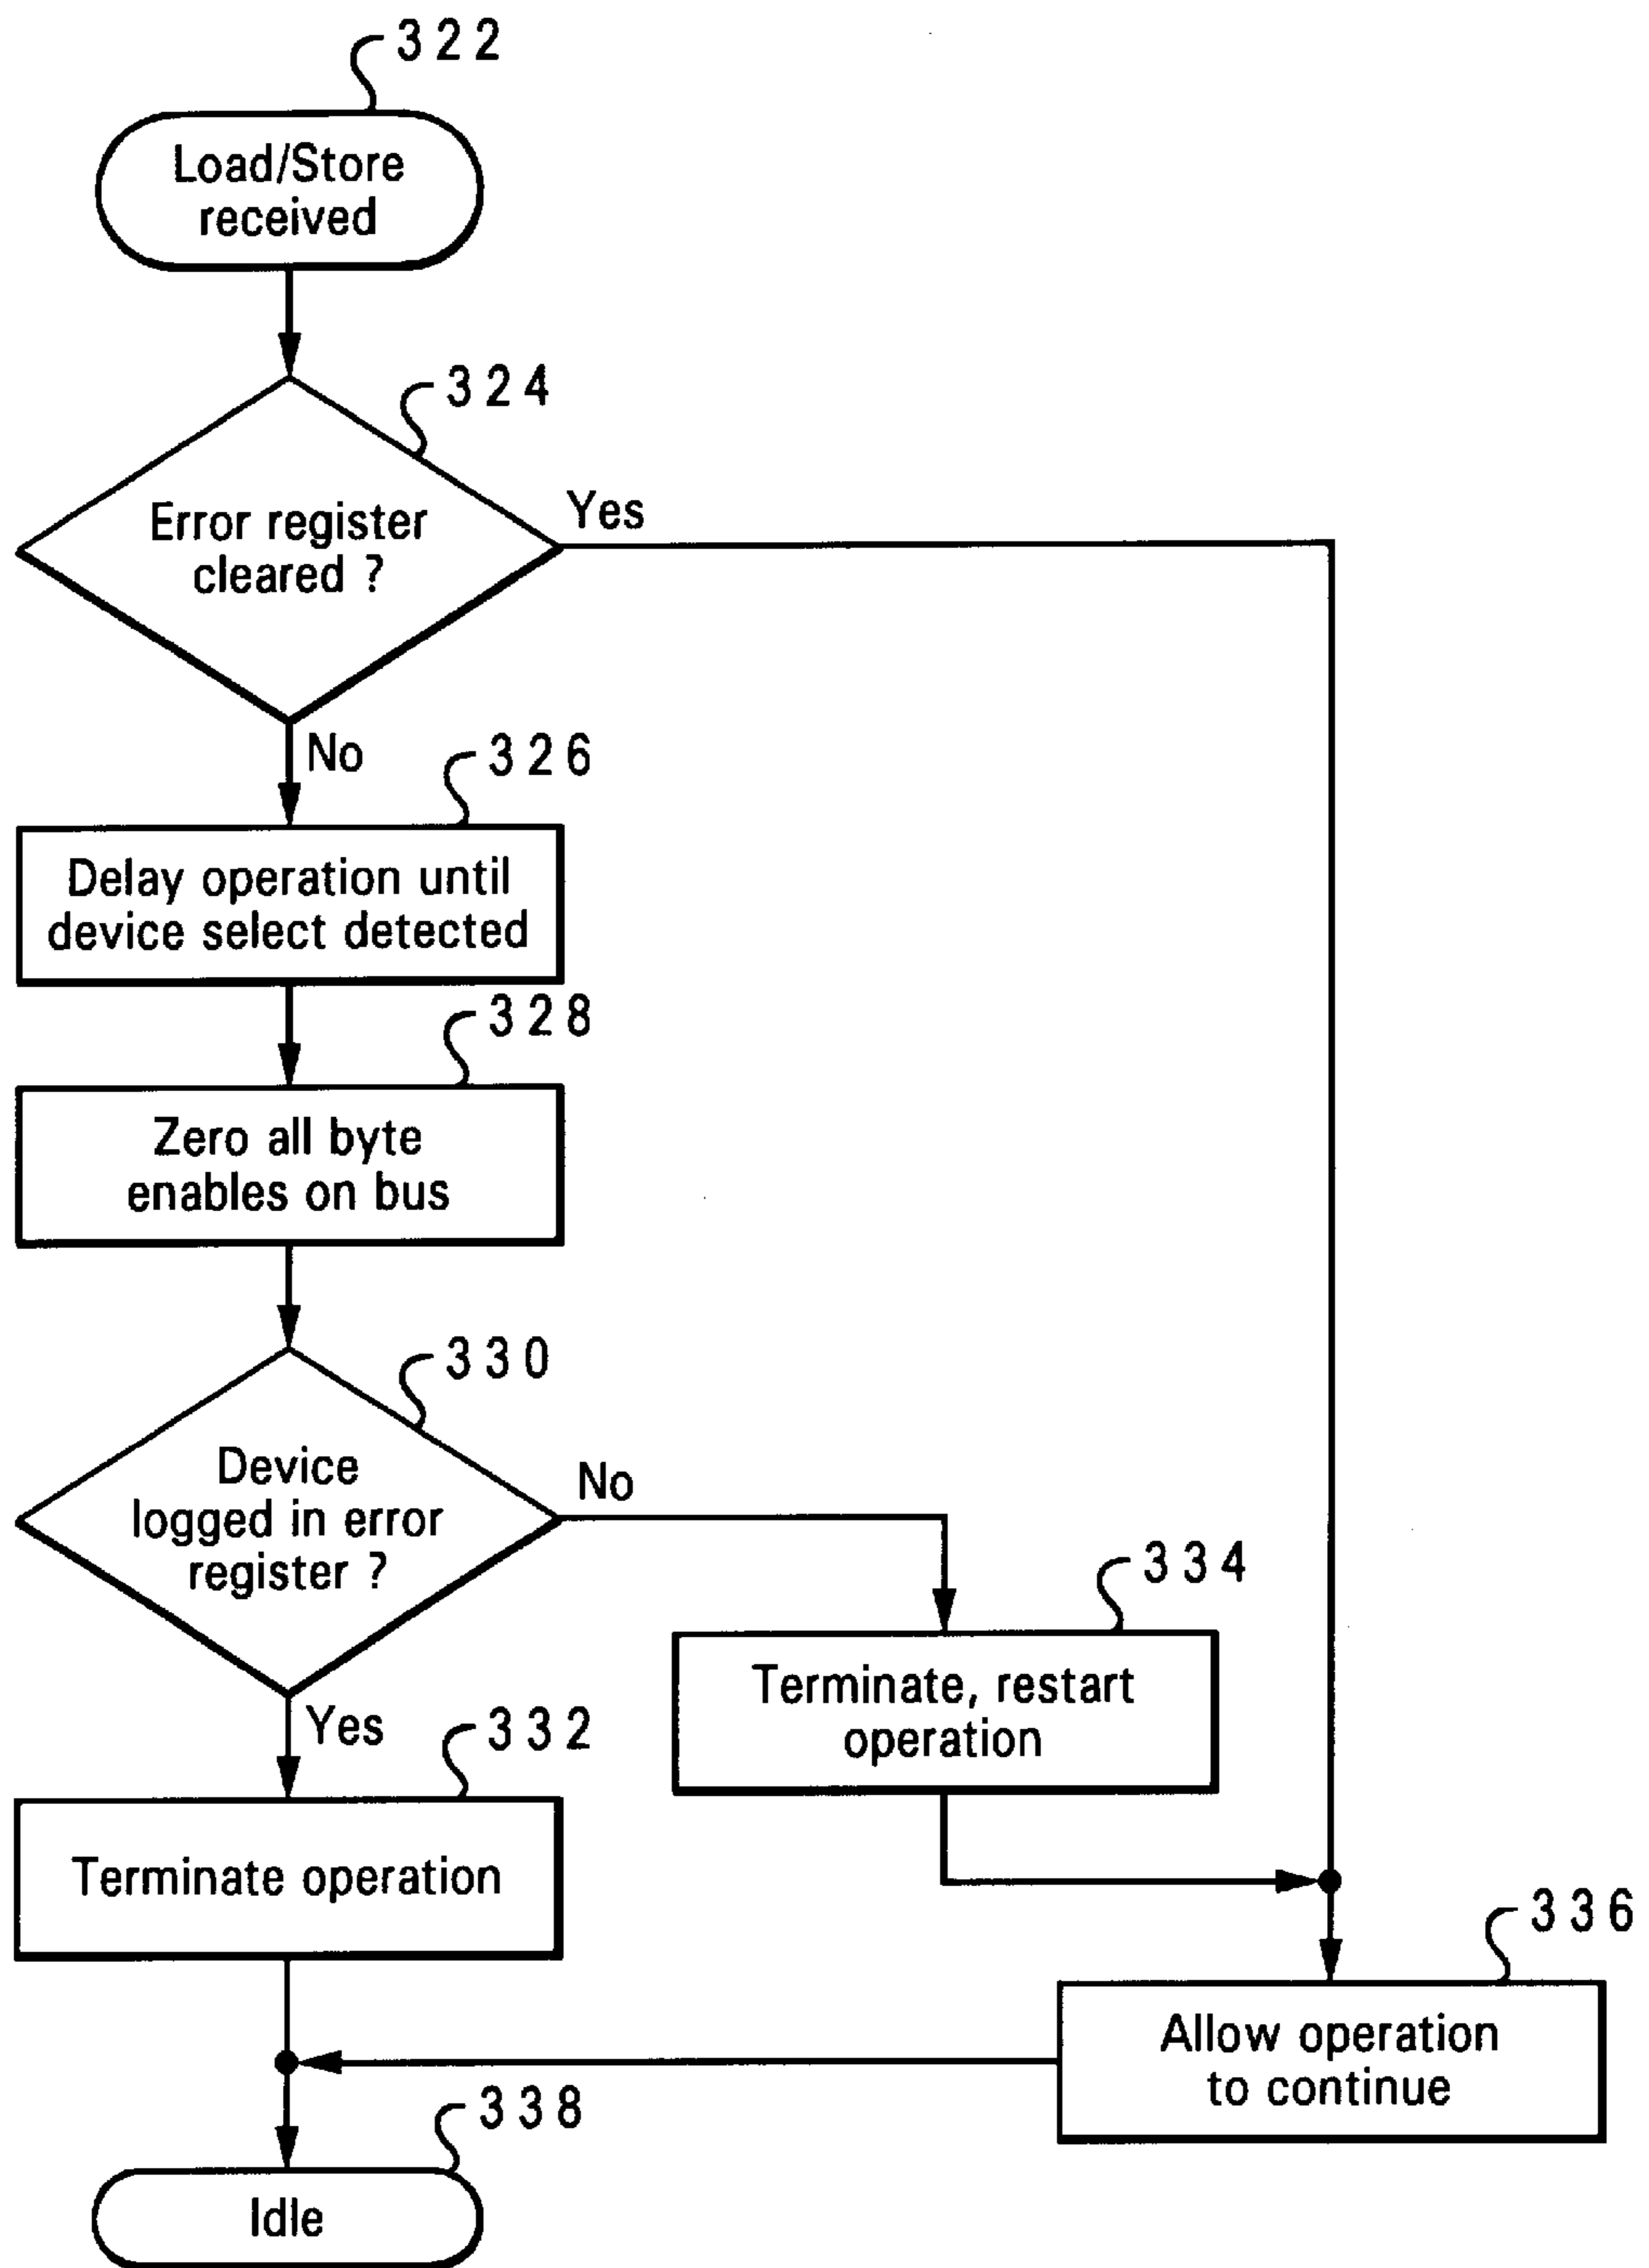 322
Load/Store
received
324
Error register
cleared ?
Yes
No
326
Delay operation until
device select detected
328
Zero all byte
enables on bus
330
Device
logged in error
register ?
No
334
Terminate, restart
operation
Yes
332
Terminate operation
336
Allow operation
to continue
338
Idle